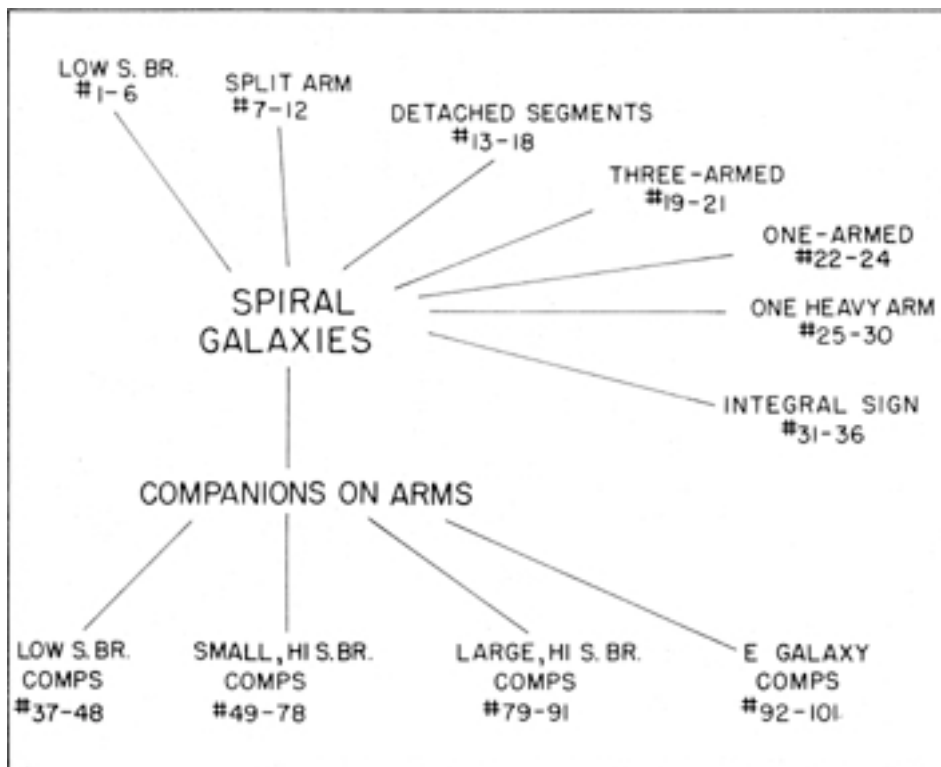 LOW S. BR.
#1-6
SPLIT ARM
#7-12
DETACHED SEGMENTS
#13-18
THREE-ARMED
#19-21
ONE-ARMED
#22-24
SPIRAL
GALAXIES
ONE HEAVY ARM
#25-30
INTEGRAL SIGN
#31-36
COMPANIONS ON ARMS
LOW S. BR.
COMPS
#37-48
SMALL, HI S. BR.
COMPS
#49-78
LARGE, HI S. BR.
COMPS
#79-91
E GALAXY
COMPS
#92-101